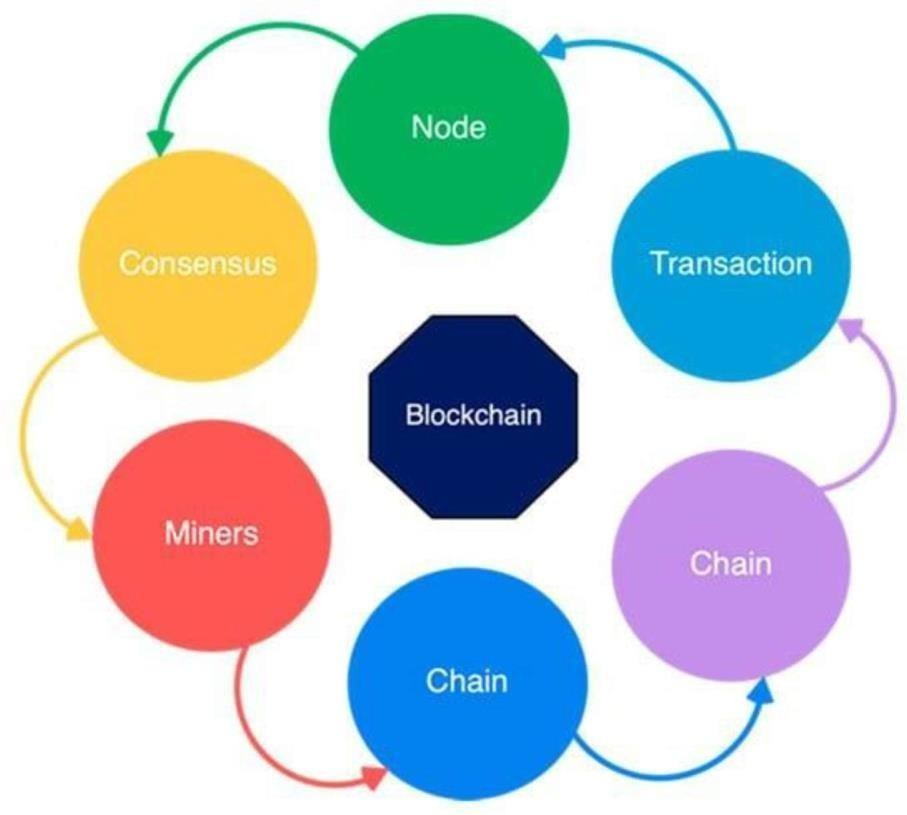 Node
Consensus
Transaction
Blockchain
Miners
Chain
Chain